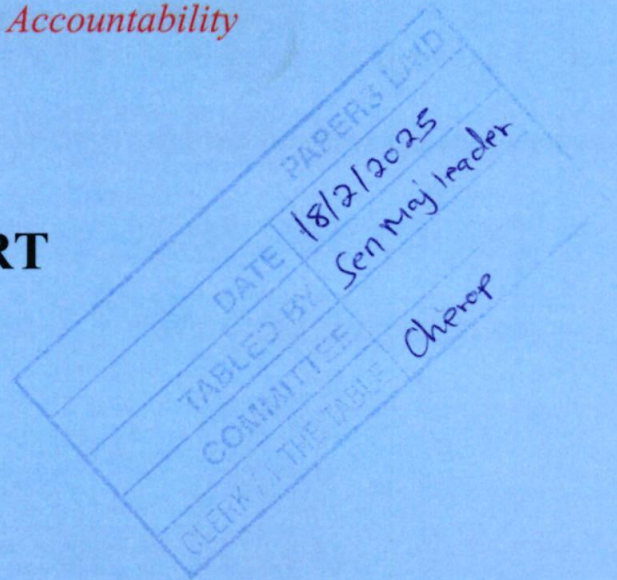 Accountability
RT
PAPERS LAID
DATE 18/2/2025
TABLED BY Sen Maj leader
COMMITTEE
CLERK AT THE TABLE Cherop